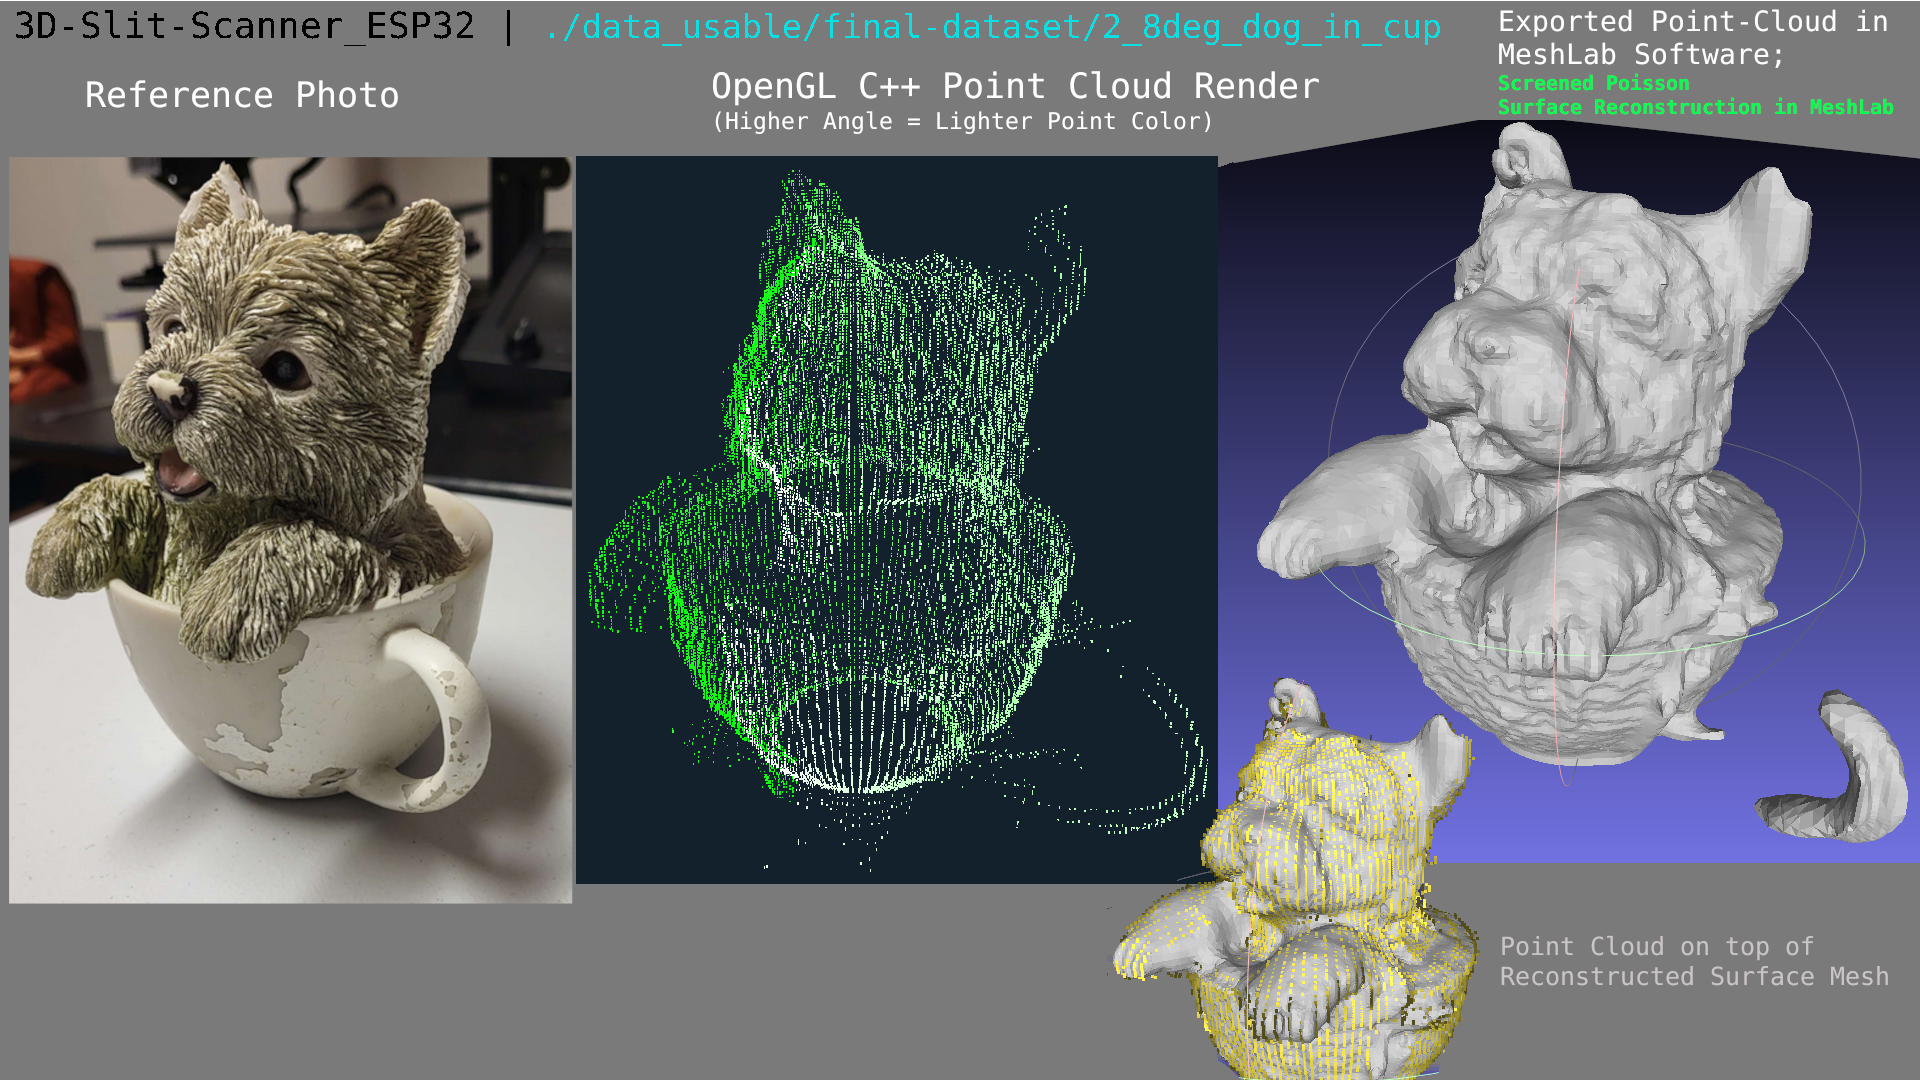 3D-Slit-Scanner_ESP32 | ./data_usable/final-dataset/2_8deg_dog_in_cup
Reference Photo
OpenGL C++ Point Cloud Render
(Higher Angle = Lighter Point Color)
Exported Point-Cloud in
MeshLab Software;
Screened Poisson
Surface Reconstruction in MeshLab
Point Cloud on top of
Reconstructed Surface Mesh